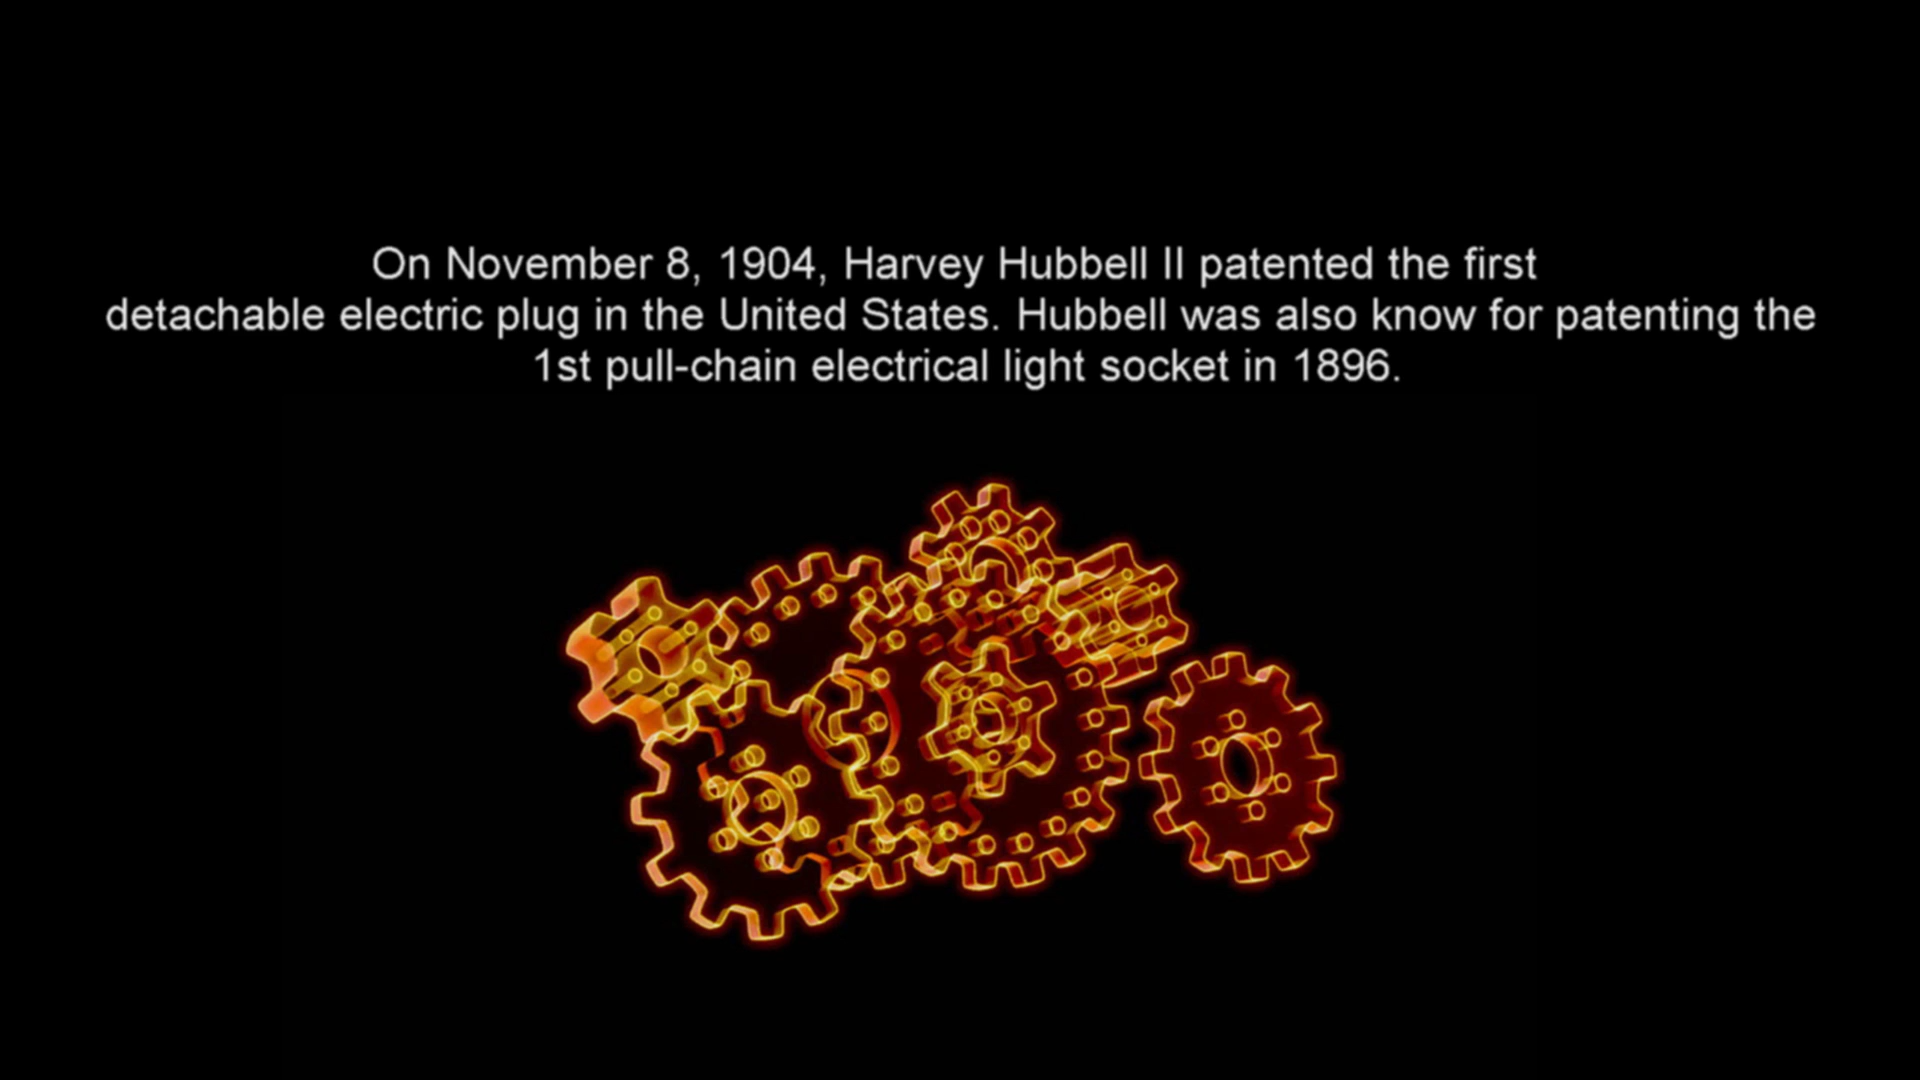 On November 8, 1904, Harvey Hubbell II patented the first
detachable electric plug in the United States. Hubbell was also know for patenting the
1st pull-chain electrical light socket in 1896.